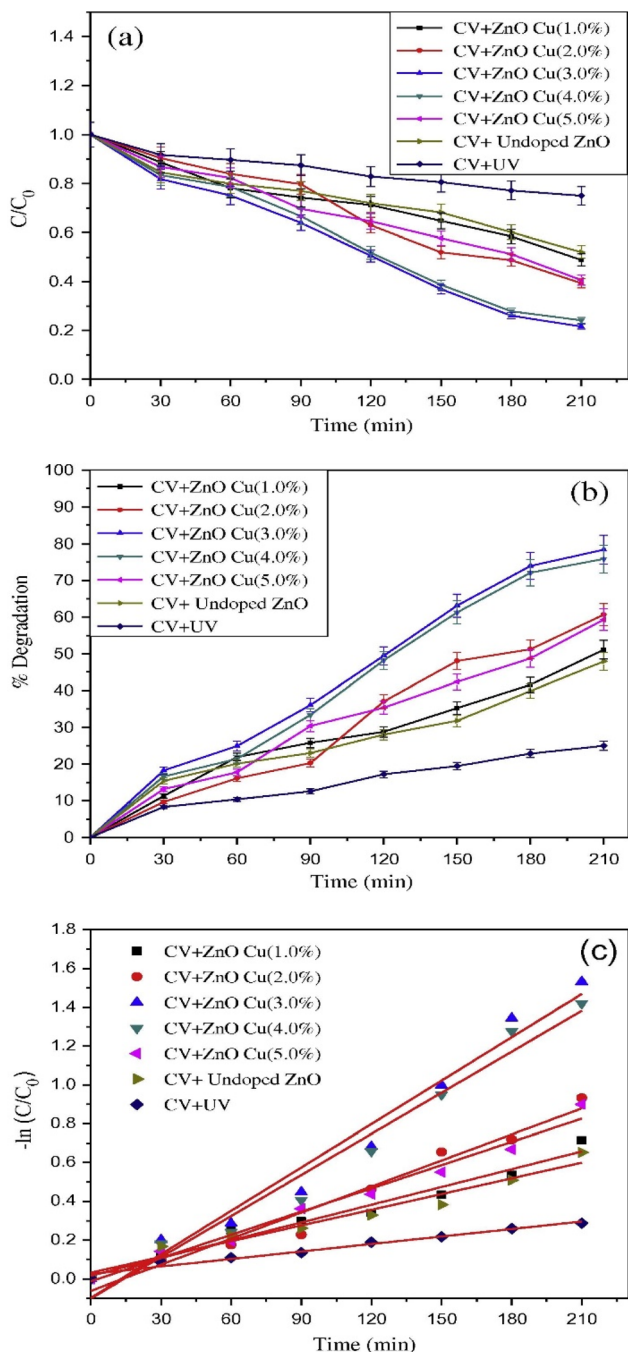 (a)
CV+ZnO Cu(1.0%)
CV+ZnO Cu(2.0%)
CV+ZnO Cu(3.0%)
CV+ZnO Cu(4.0%)
CV+ZnO Cu(5.0%)
CV+ Undoped ZnO
CV+UV
1.4
1.2
1.0
0.8
0.6
0.4
0.2
0.0
C/C0
0 30 60 90 120 150 180 210
Time (min)
(b)
CV+ZnO Cu(1.0%)
CV+ZnO Cu(2.0%)
CV+ZnO Cu(3.0%)
CV+ZnO Cu(4.0%)
CV+ZnO Cu(5.0%)
CV+ Undoped ZnO
CV+UV
100
90
80
70
60
50
40
30
20
10
0
% Degradation
0 30 60 90 120 150 180 210
Time (min)
(c)
CV+ZnO Cu(1.0%)
CV+ZnO Cu(2.0%)
CV+ZnO Cu(3.0%)
CV+ZnO Cu(4.0%)
CV+ZnO Cu(5.0%)
CV+ Undoped ZnO
CV+UV
-1.8
1.6
1.4
1.2
1.0
0.8
0.6
0.4
0.2
0.0
-ln (C/C0)
0 30 60 90 120 150 180 210
Time (min)